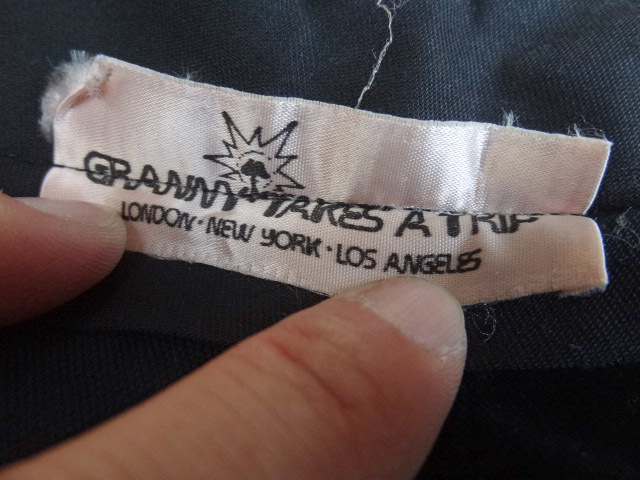 GRANNY TAKES A TRIP
LONDON · NEW YORK · LOS ANGELES